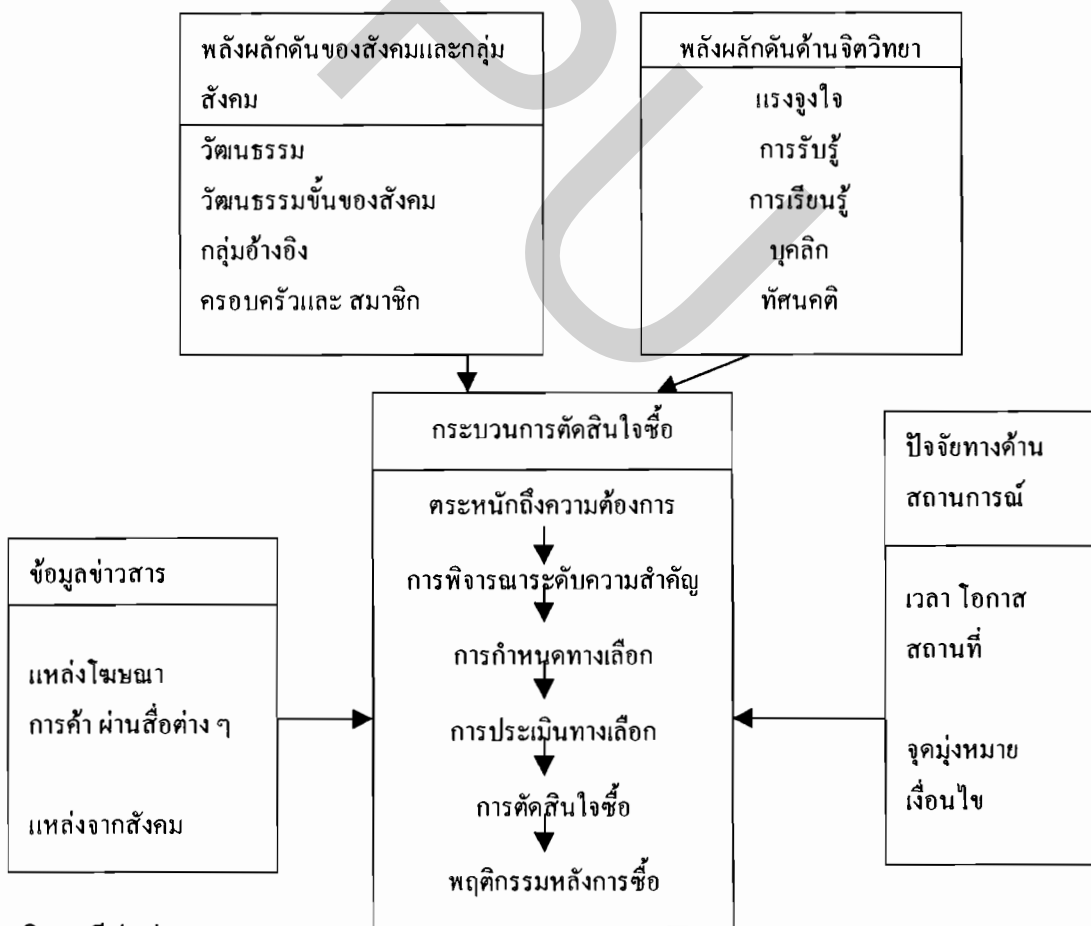 พลังผลักดันของสังคมและกลุ่ม
สังคม
วัฒนธรรม
วัฒนธรรมขั้นของสังคม
กลุ่มอ้างอิง
ครอบครัวและ สมาชิก
พลังผลักดันด้านจิตวิทยา
แรงจูงใจ
การรับรู้
การเรียนรู้
บุคลิก
ทัศนคติ
กระบวนการตัดสินใจซื้อ
ตระหนักถึงความต้องการ
การพิจารณาระดับความสำคัญ
การกำหนดทางเลือก
การประเมินทางเลือก
การตัดสินใจซื้อ
พฤติกรรมหลังการซื้อ
ข้อมูลข่าวสาร
แหล่งโฆษณา
การค้า ผ่านสื่อต่าง ๆ
แหล่งจากสังคม
ปัจจัยทางด้าน
สถานการณ์
เวลา โอกาส
สถานที่
จุดมุ่งหมาย
เงื่อนไข